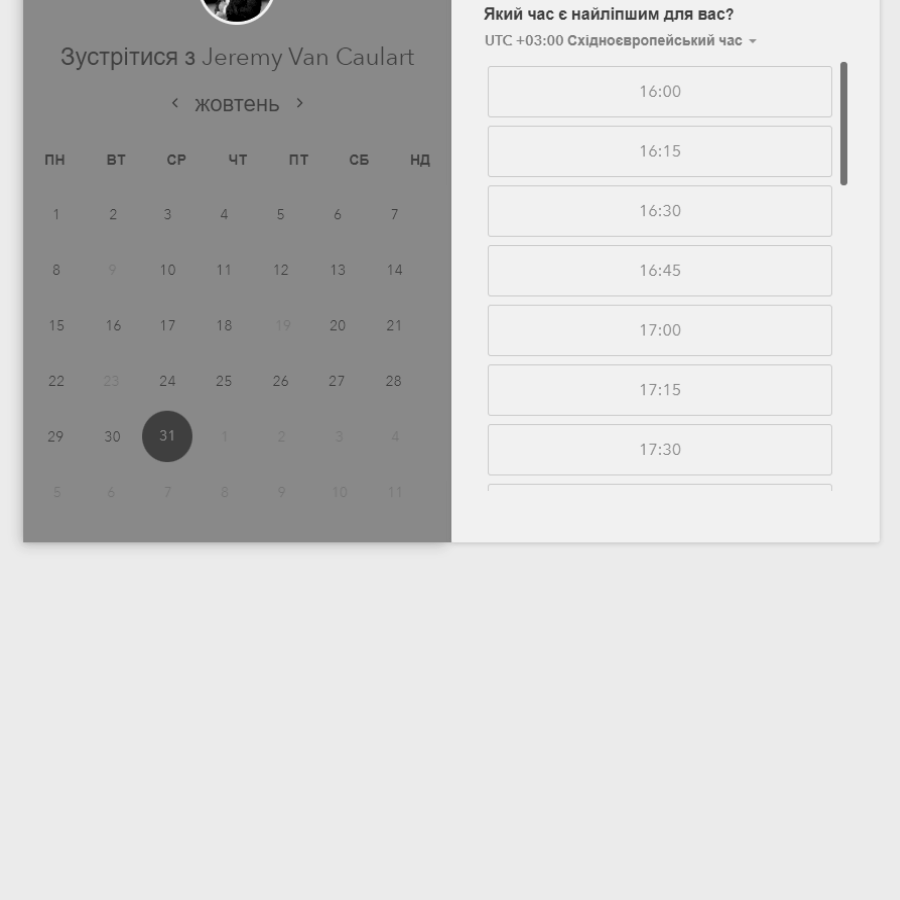 Зустрітися з Jeremy Van Caulart
жовтень
ПН ВТ СР ЧТ ПТ СБ НД
1 2 3 4 5 6 7
8 9 10 11 12 13 14
15 16 17 18 19 20 21
22 23 24 25 26 27 28
29 30 31 1 2 3 4
5 6 7 8 9 10 11
Який час є найліпшим для вас?
UTC +03:00 Східноєвропейський час
16:00
16:15
16:30
16:45
17:00
17:15
17:30